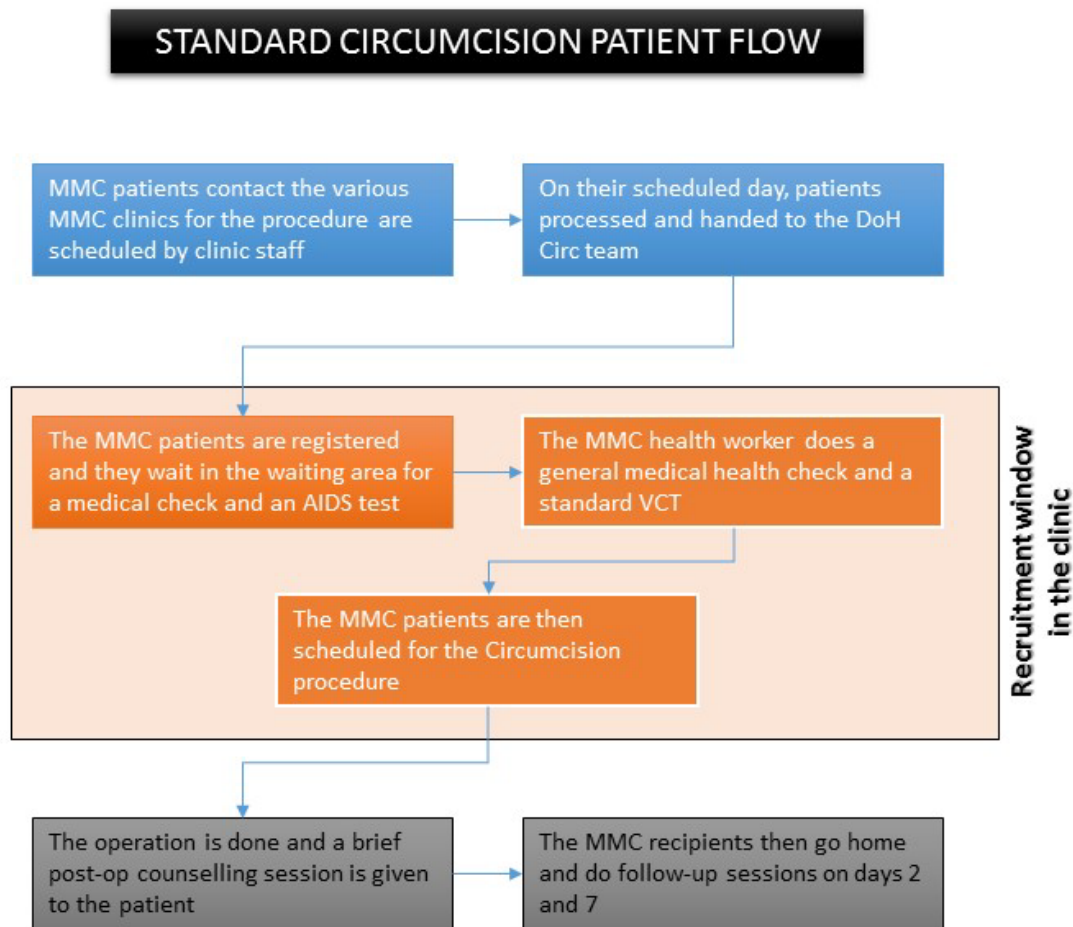 STANDARD CIRCUMCISION PATIENT FLOW
MMC patients contact the various
MMC clinics for the procedure are
scheduled by clinic staff
On their scheduled day, patients
processed and handed to the DoH
Circ team
The MMC patients are registered
and they wait in the waiting area for
a medical check and an AIDS test
The MMC health worker does a
general medical health check and a
standard VCT
The MMC patients are then
scheduled for the Circumcision
procedure
Recruitment window
in the clinic
The operation is done and a brief
post-op counselling session is given
to the patient
The MMC recipients then go home
and do follow-up sessions on days 2
and 7